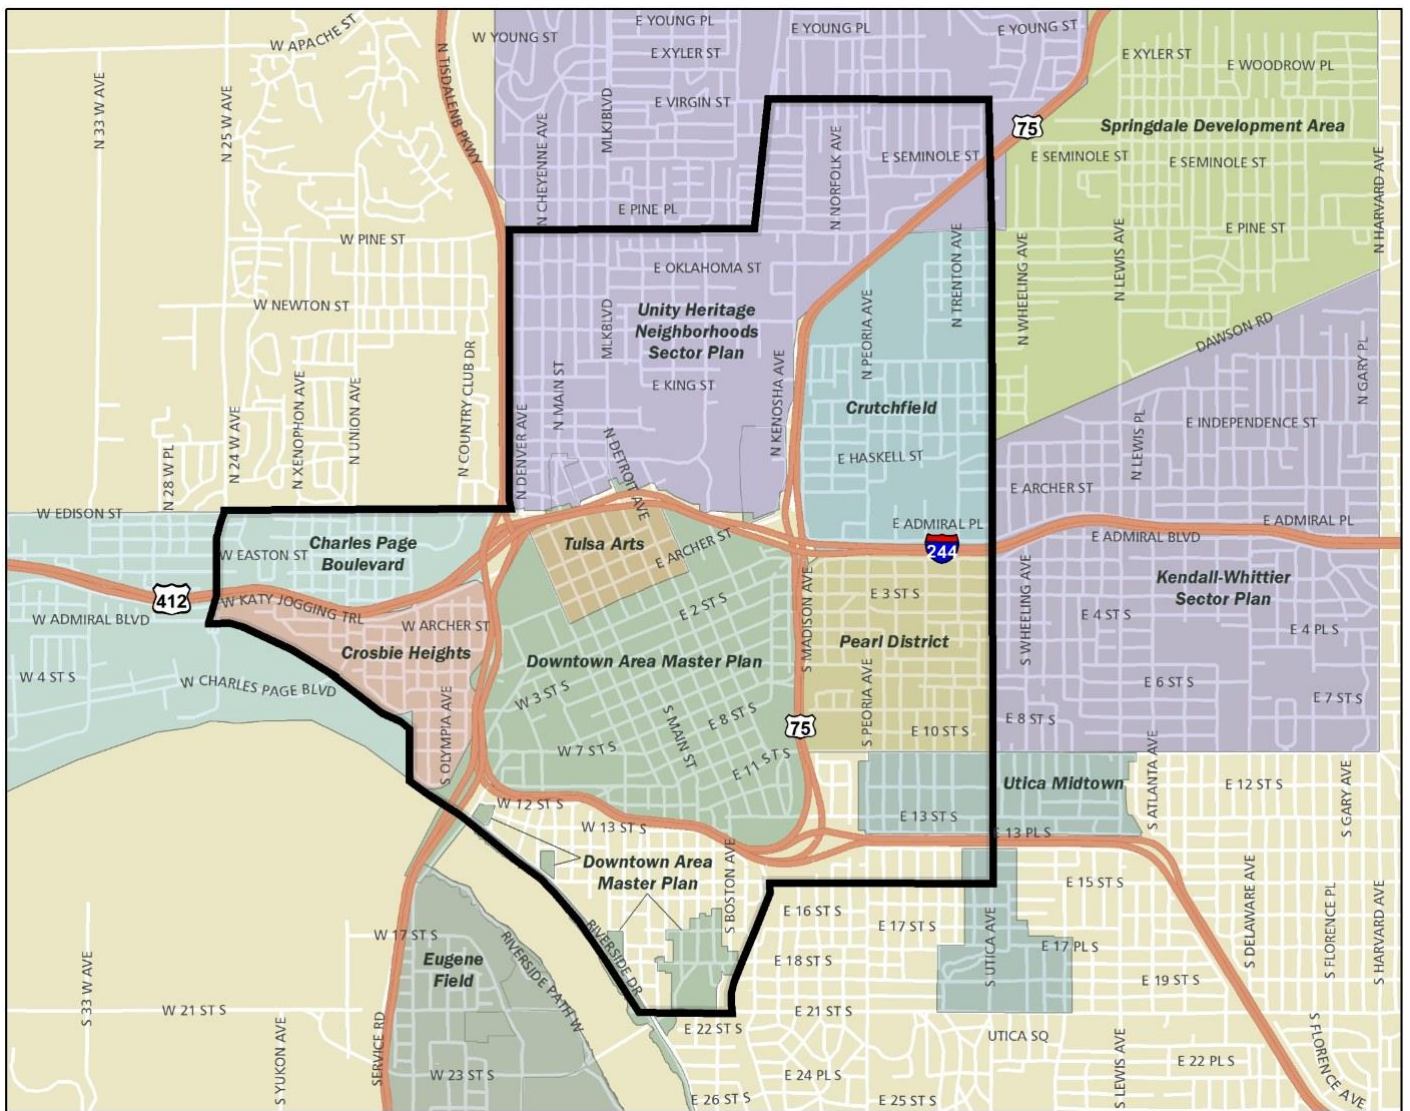 W APACHE ST
W YOUNG ST
E YOUNG PL
E YOUNG PL
E YOUNG ST
E XYLER ST
E XYLER ST
E WOODROW PL
N 33 W AVE
N 25 W AVE
N TISDALENB PKWY
N CHEYENNE AVE
MLKJBLVD
E VIRGIN ST
N NORFOLK AVE
75
Springdale Development Area
E SEMINOLE ST
E SEMINOLE ST
E SEMINOLE ST
N HARVARD AVE
E PINE PL
W PINE ST
E PINE ST
N TRENTON AVE
N WHEELING AVE
N LEWIS AVE
E OKLAHOMA ST
W NEWTON ST
MLKBLVD
Unity Heritage
Neighborhoods
Sector Plan
N PEORIA AVE
DAWSON RD
N COUNTRY CLUB DR
N GARY PL
N MAIN ST
E KING ST
N KENOSHA AVE
N XENOPHON AVE
N UNION AVE
N 24 W AVE
N 28 W PL
N DENVER AVE
N DETROIT AVE
Crutchfield
E HASKELL ST
N LEWIS PL
E INDEPENDENCE ST
E ARCHER ST
W EDISON ST
E ADMIRAL PL
E ADMIRAL PL
E ADMIRAL BLVD
W EASTON ST
Charles Page
Boulevard
Tulsa Arts
E ARCHER ST
244
412
W KATY JOGGING TRL
W ADMIRAL BLVD
W ARCHER ST
E 2 ST S
E 3 ST S
S MADISON AVE
S WHEELING AVE
Kendall-Whittier
Sector Plan
E 4 ST S
E 4 PL S
Crosbie Heights
Downtown Area Master Plan
Pearl District
W 4 ST S
W CHARLES PAGE BLVD
W 3 ST S
S MAIN ST
E 8 ST S
S PEORIA AVE
E 6 ST S
E 7 ST S
S OLYMPIA AVE
W 7 ST S
E 11 ST S
75
E 10 ST S
E 8 ST S
S ATLANTA AVE
Utica Midtown
E 12 ST S
S GARY AVE
W 12 ST S
W 13 ST S
E 13 ST S
E 13 PL S
Downtown Area
Master Plan
S BOSTON AVE
E 15 ST S
S DELAWARE AVE
S FLORENCE PL
S HARVARD AVE
E 16 ST S
E 17 ST S
S UTICA AVE
E 17 PL S
W 17 ST S
RIVERSIDE PATH W
RIVERSIDE DR
Eugene
Field
E 18 ST S
E 19 ST S
S 33 W AVE
W 21 ST S
E 21 ST S
E 22 ST S
UTICA SQ
S YUKON AVE
SERVICE RD
W 23 ST S
E 24 PL S
S LEWIS AVE
E 22 PL S
S FLORENCE AVE
E 26 ST S
E 25 ST S